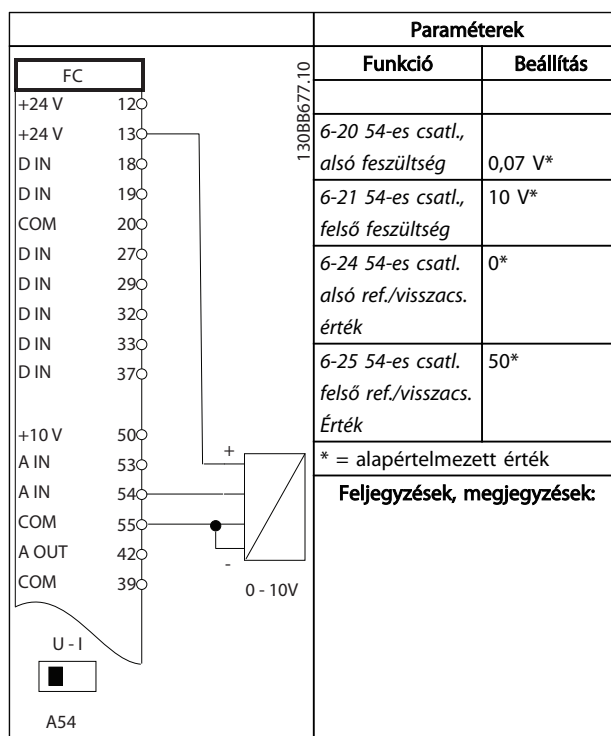 FC
+24 V 12
+24 V 13
D IN 18
D IN 19
COM 20
D IN 27
D IN 29
D IN 32
D IN 33
D IN 37
+10 V 50
A IN 53
A IN 54
COM 55
A OUT 42
COM 39
+
-
0 - 10V
U - I
A54
130BB677.10
Paraméterek
Funkció Beállítás
6-20 54-es csatl.,
alsó feszültség 0,07 V*
6-21 54-es csatl., 10 V*
felső feszültség
6-24 54-es csatl. 0*
alsó ref./visszacs.
érték
6-25 54-es csatl. 50*
felső ref./visszacs.
Érték
* = alapértelmezett érték
Feljegyzések, megjegyzések: